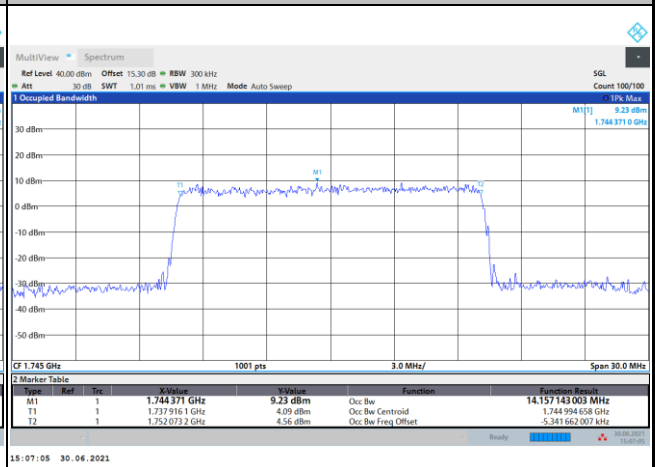 MultiView Spectrum
Ref Level 40.00 dBm Offset 15.30 dB RBW 300 kHz SGL
Att 30 dB SWT 1.01 ms VBW 1 MHz Mode Auto Sweep Count 100/100
1 Occupied Bandwidth 1Pk Max
M1[1] 9.23 dBm
1.744 371 0 GHz
30 dBm
20 dBm
M1
10 dBm
T1 T2
0 dBm
-10 dBm
-20 dBm
-30 dBm
-40 dBm
-50 dBm
CF 1.745 GHz 1001 pts 3.0 MHz/ Span 30.0 MHz
2 Marker Table
Type Ref Trc X-Value Y-Value Function Function Result
M1 1 1.744 371 GHz 9.23 dBm Occ Bw 14.157 143 003 MHz
T1 1 1.737 916 1 GHz 4.09 dBm Occ Bw Centroid 1.744 994 658 GHz
T2 1 1.752 073 2 GHz 4.56 dBm Occ Bw Freq Offset -5.341 662 007 kHz
Ready 30.06.2021
15:07:05
15:07:05 30.06.2021